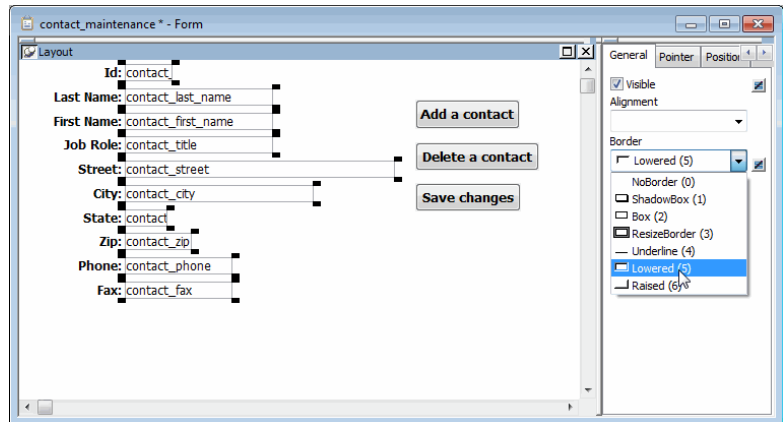 contact_maintenance * - Form
Layout
Id: contact_
Last Name: contact_last_name
First Name: contact_first_name
Job Role: contact_title
Street: contact_street
City: contact_city
State: contact
Zip: contact_zip
Phone: contact_phone
Fax: contact_fax
Add a contact
Delete a contact
Save changes
General Pointer Position
Visible
Alignment
Border
Lowered (5)
NoBorder (0)
ShadowBox (1)
Box (2)
ResizeBorder (3)
Underline (4)
Lowered (5)
Raised (6)